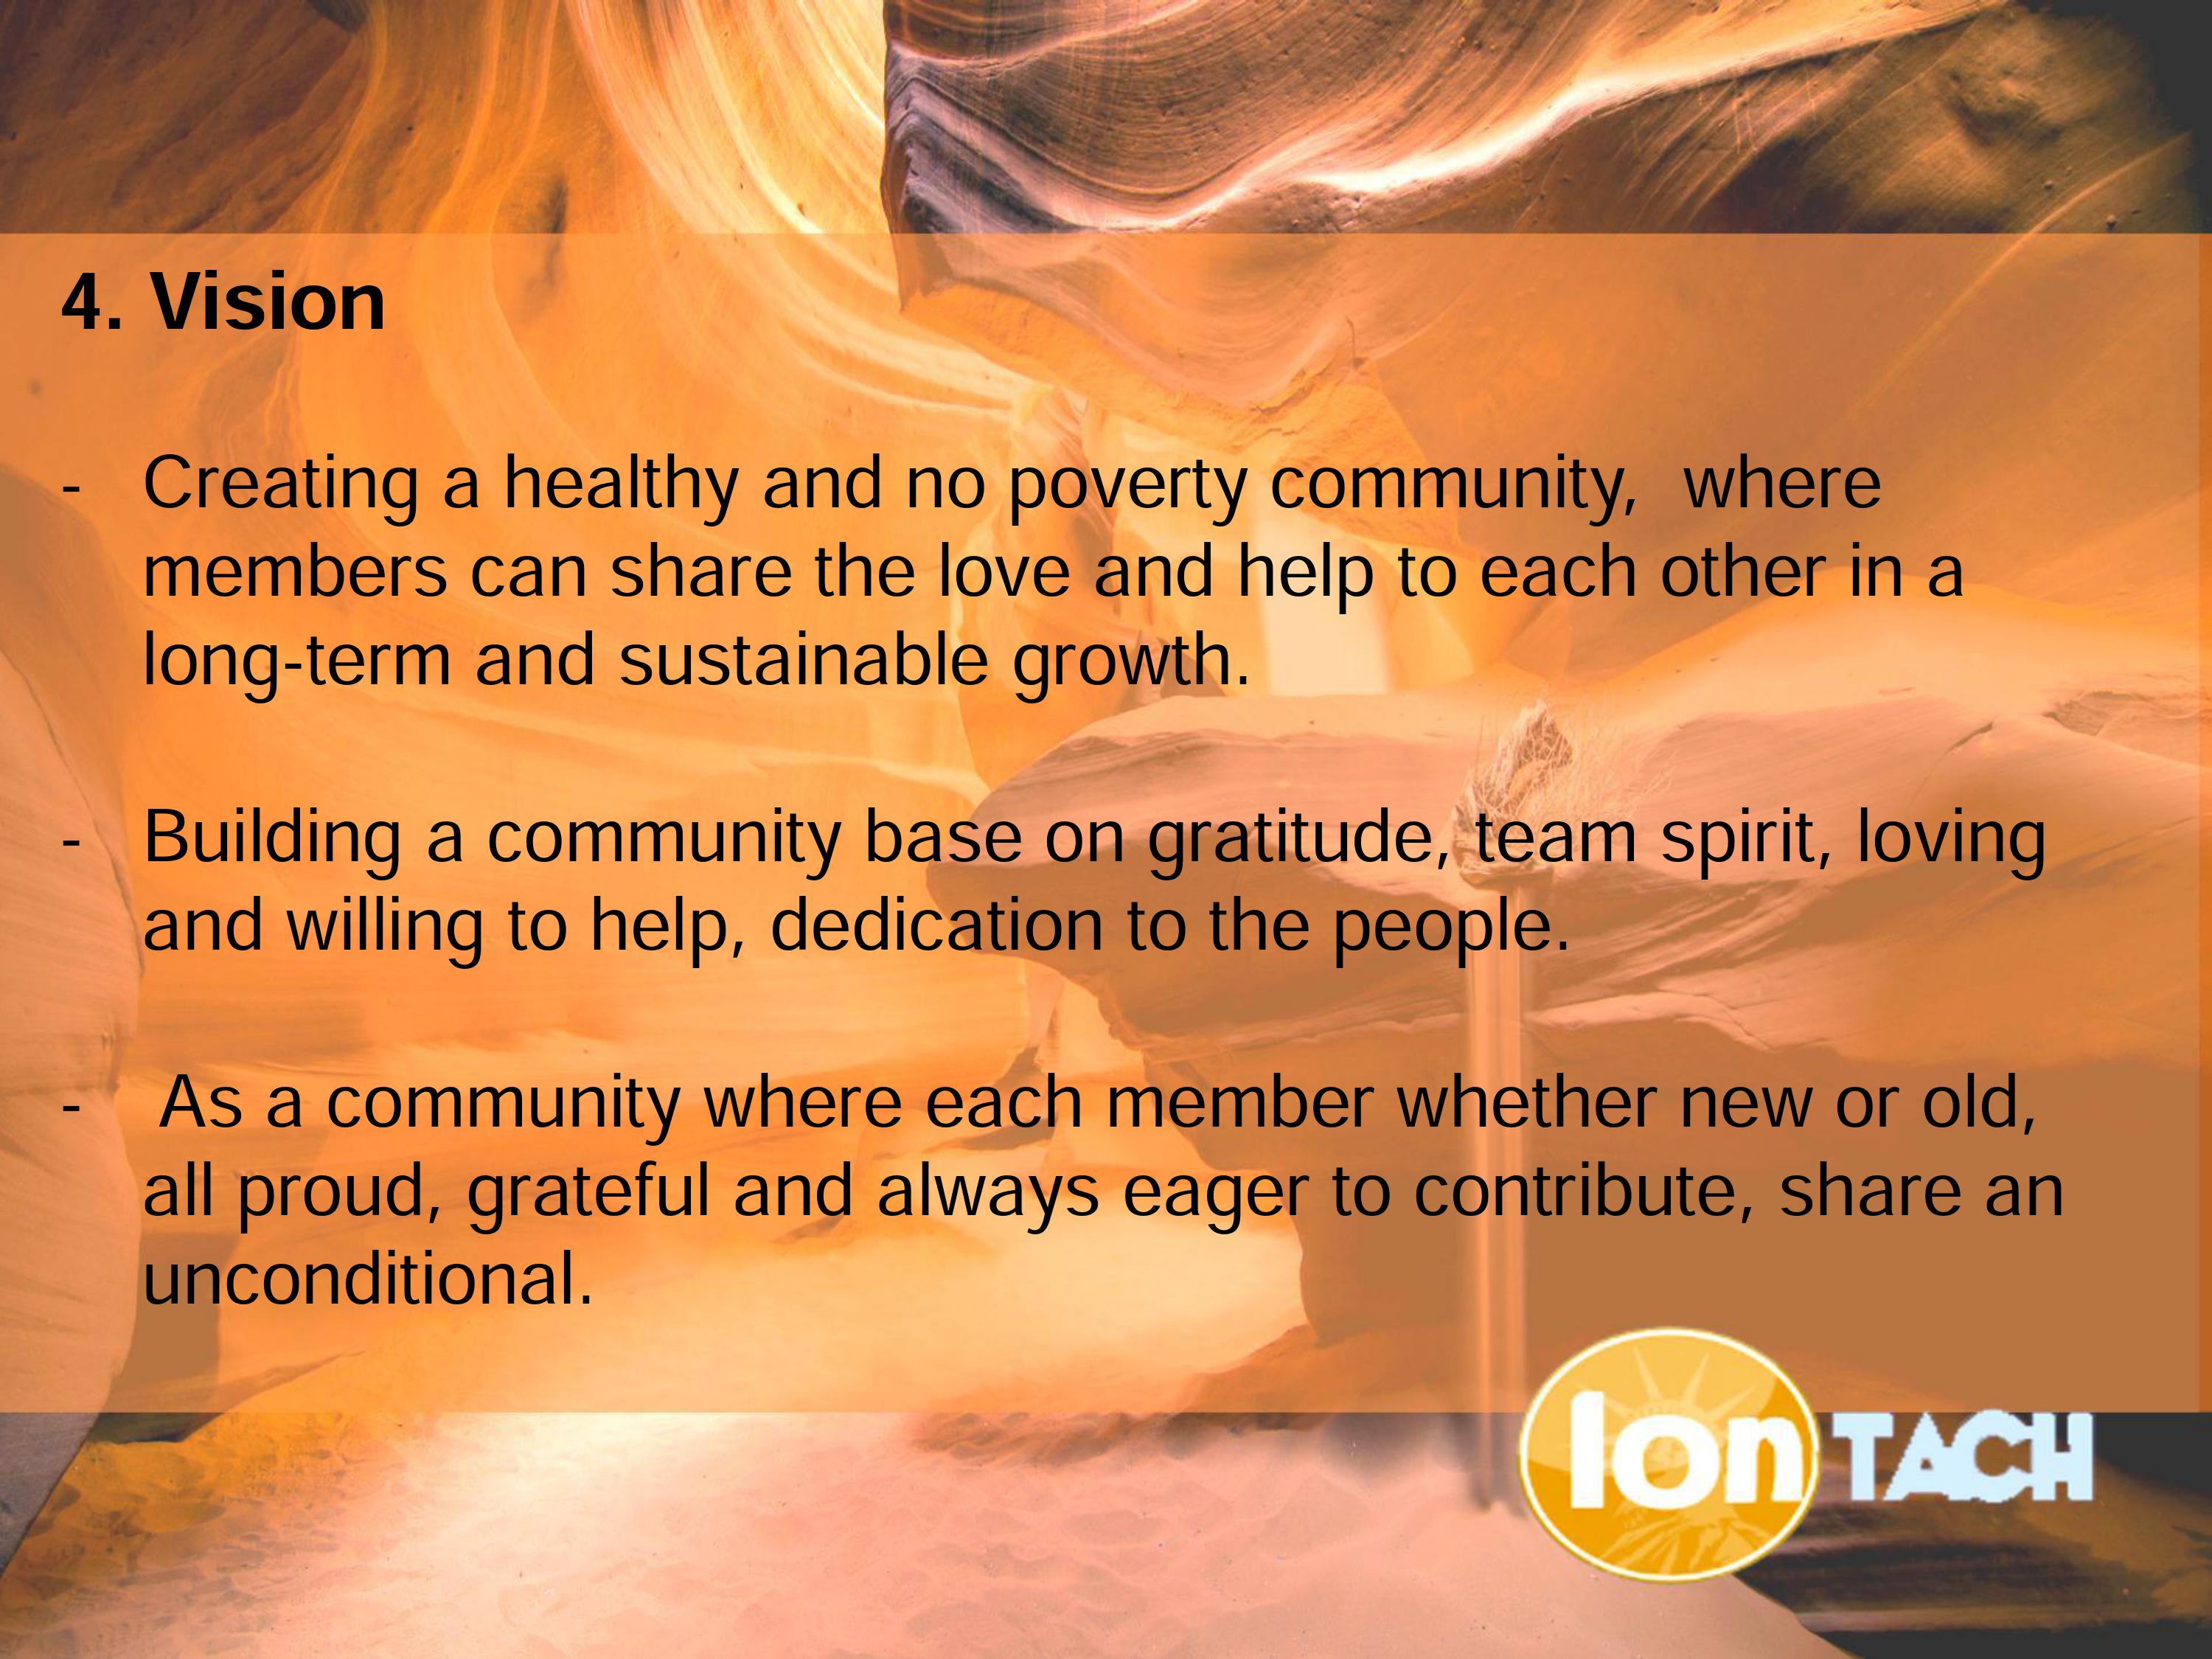 4. Vision
- Creating a healthy and no poverty community,  where
members can share the love and help to each other in a
long-term and sustainable growth.
- Building a community base on gratitude, team spirit, loving
and willing to help, dedication to the people.
- As a community where each member whether new or old,
all proud, grateful and always eager to contribute, share an
unconditional.
Ion TACH